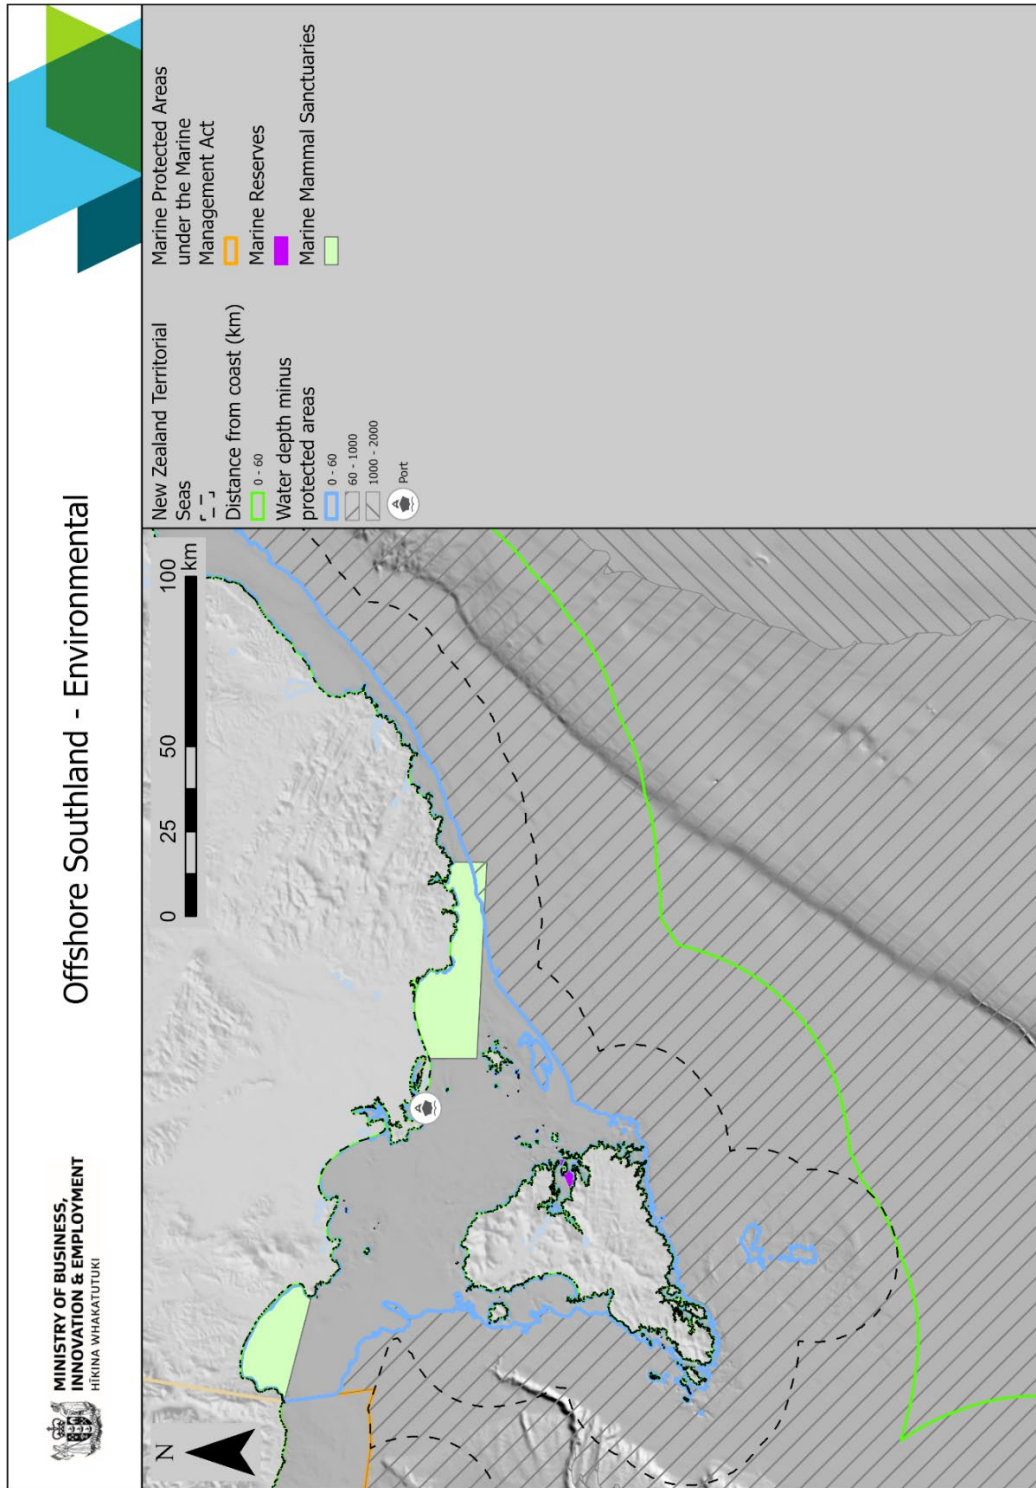 MINISTRY OF BUSINESS,
INNOVATION & EMPLOYMENT
HĪKINA WHAKATUTUKI
Offshore Southland - Environmental
N
0 25 50 100
km
New Zealand Territorial
Seas
Distance from coast (km)
0 - 60
Water depth minus
protected areas
0 - 60
60 - 1000
1000 - 2000
Port
Marine Protected Areas
under the Marine
Management Act
Marine Reserves
Marine Mammal Sanctuaries